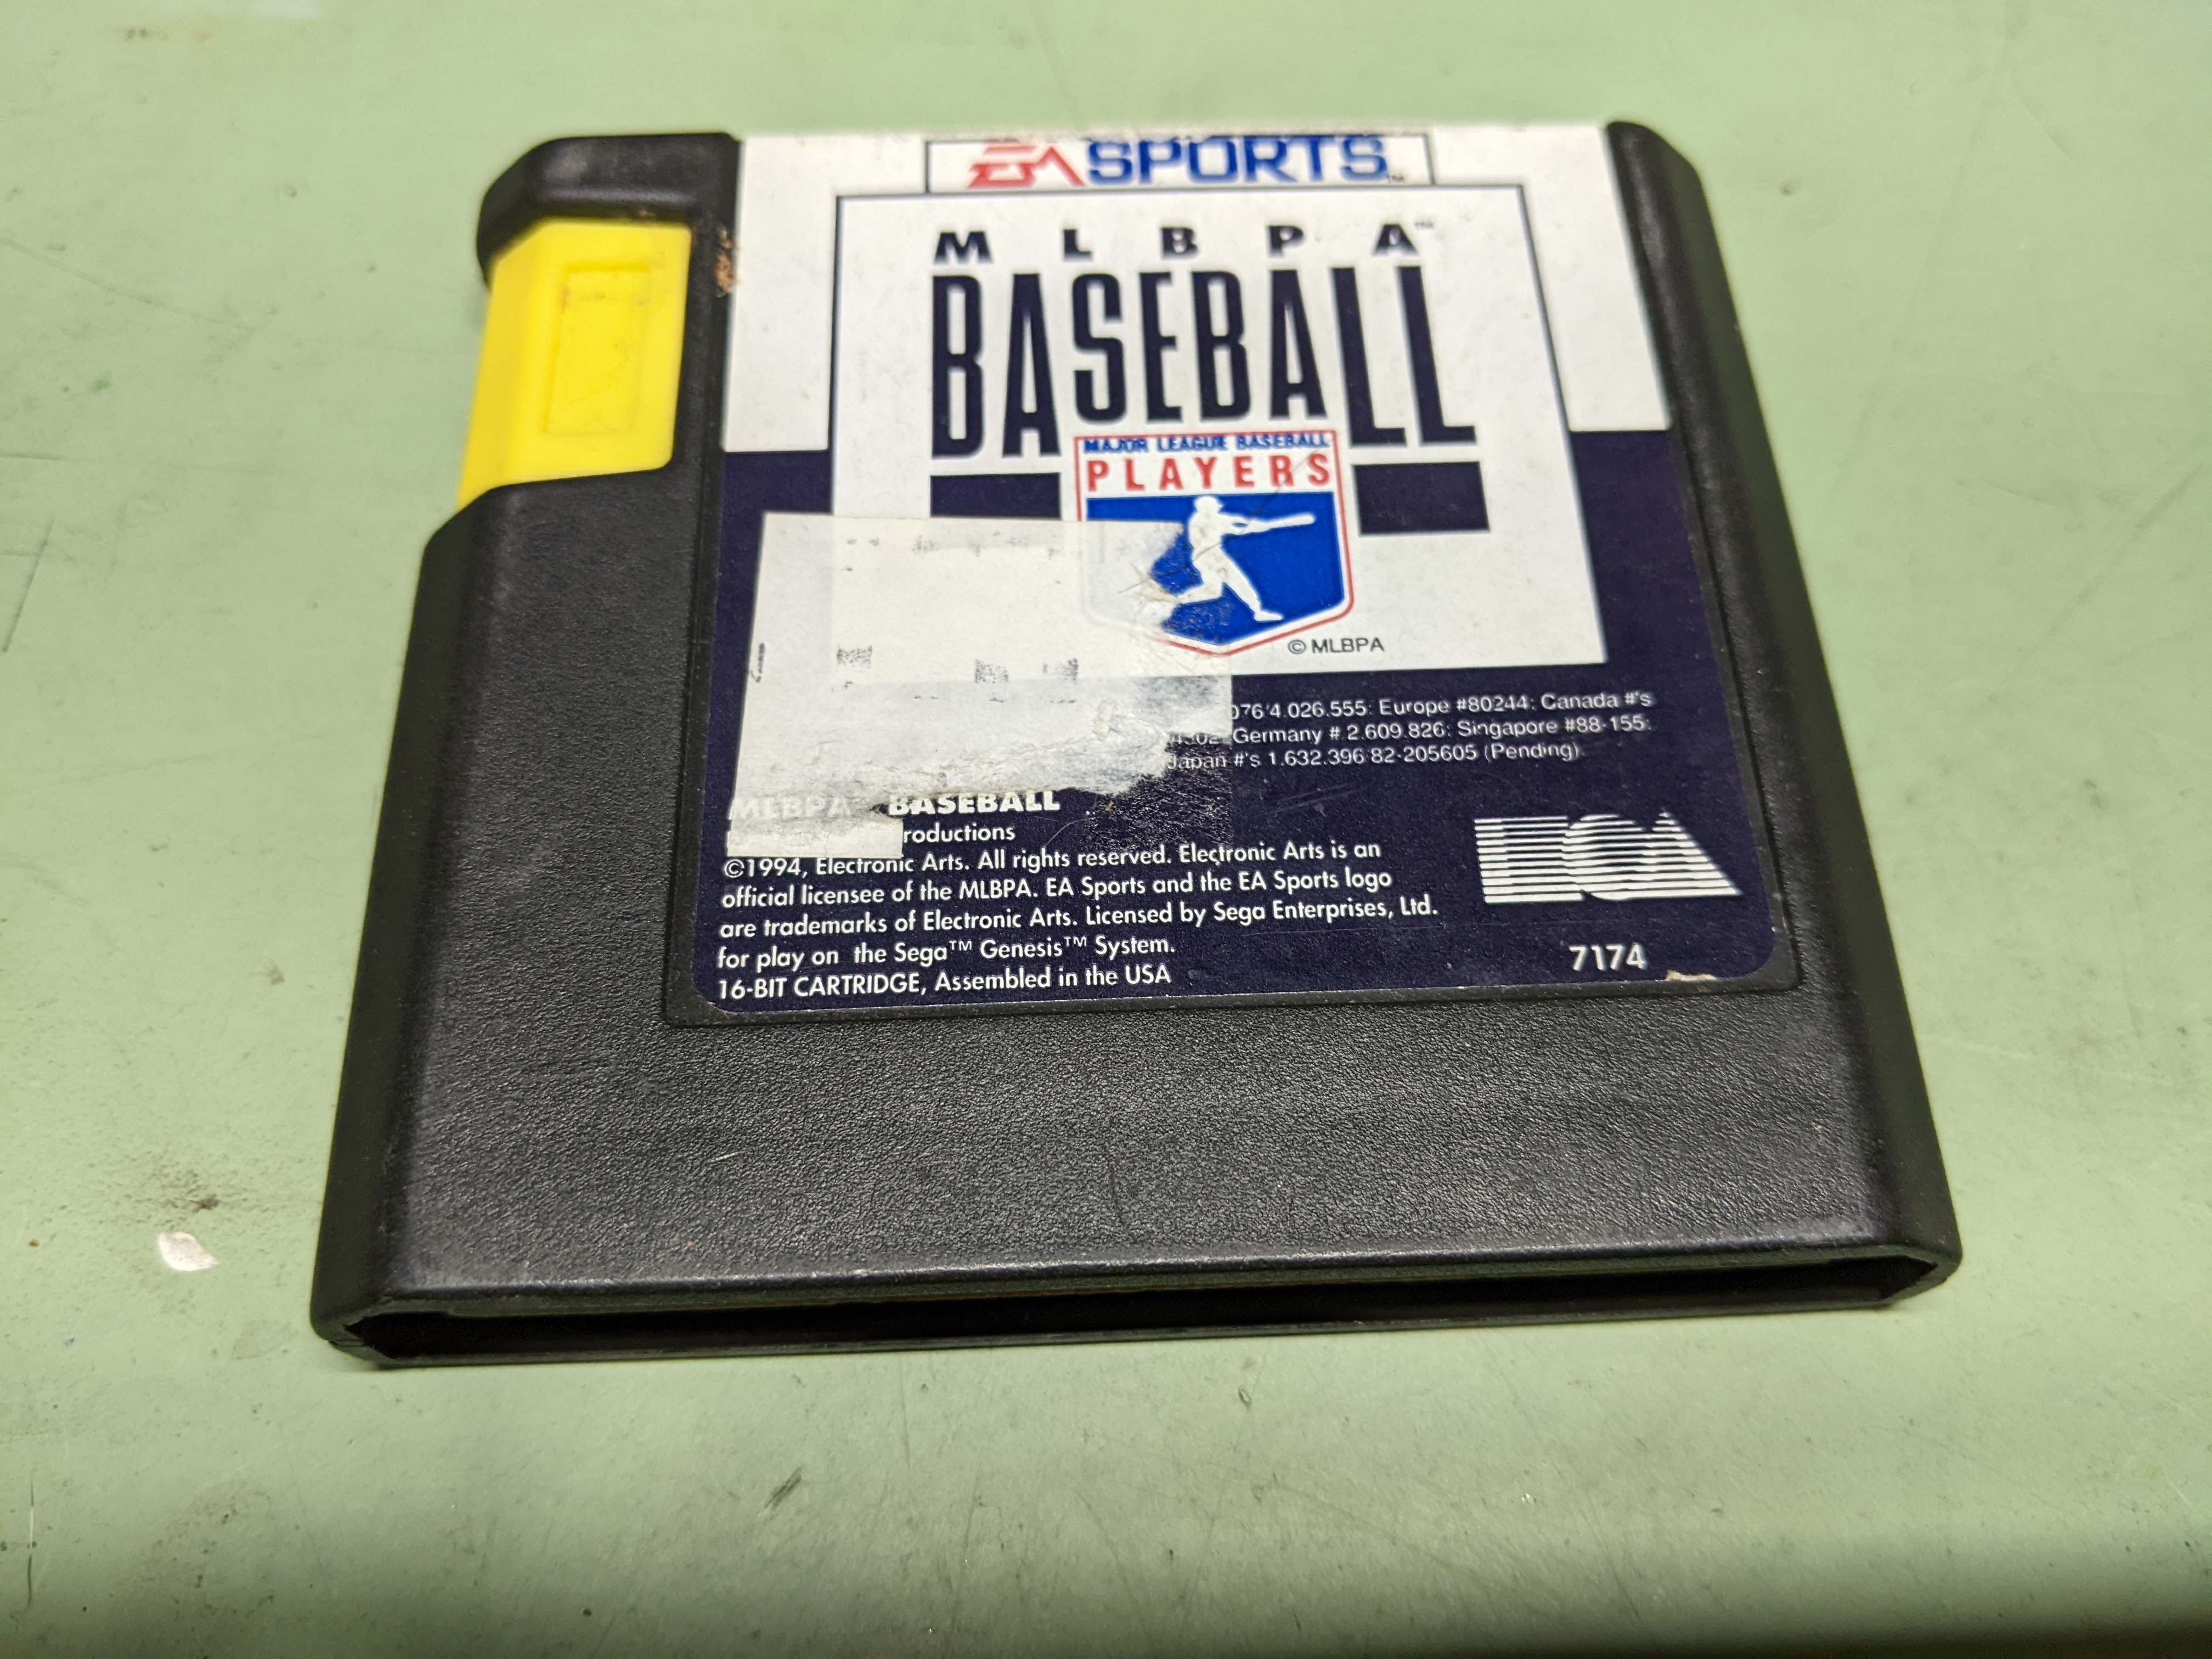 EA SPORTS™
MLBPA™
BASEBALL
MAJOR LEAGUE BASEBALL
PLAYERS
© MLBPA
076'4.026.555: Europe #80244: Canada #'s
Germany # 2.609.826: Singapore #88-155:
Japan #'s 1.632.396 82-205605 (Pending).
MLBPA BASEBALL
roductions
©1994, Electronic Arts. All rights reserved. Electronic Arts is an
official licensee of the MLBPA. EA Sports and the EA Sports logo
are trademarks of Electronic Arts. Licensed by Sega Enterprises, Ltd.
for play on the Sega™ Genesis™ System.
16-BIT CARTRIDGE, Assembled in the USA
EA
7174